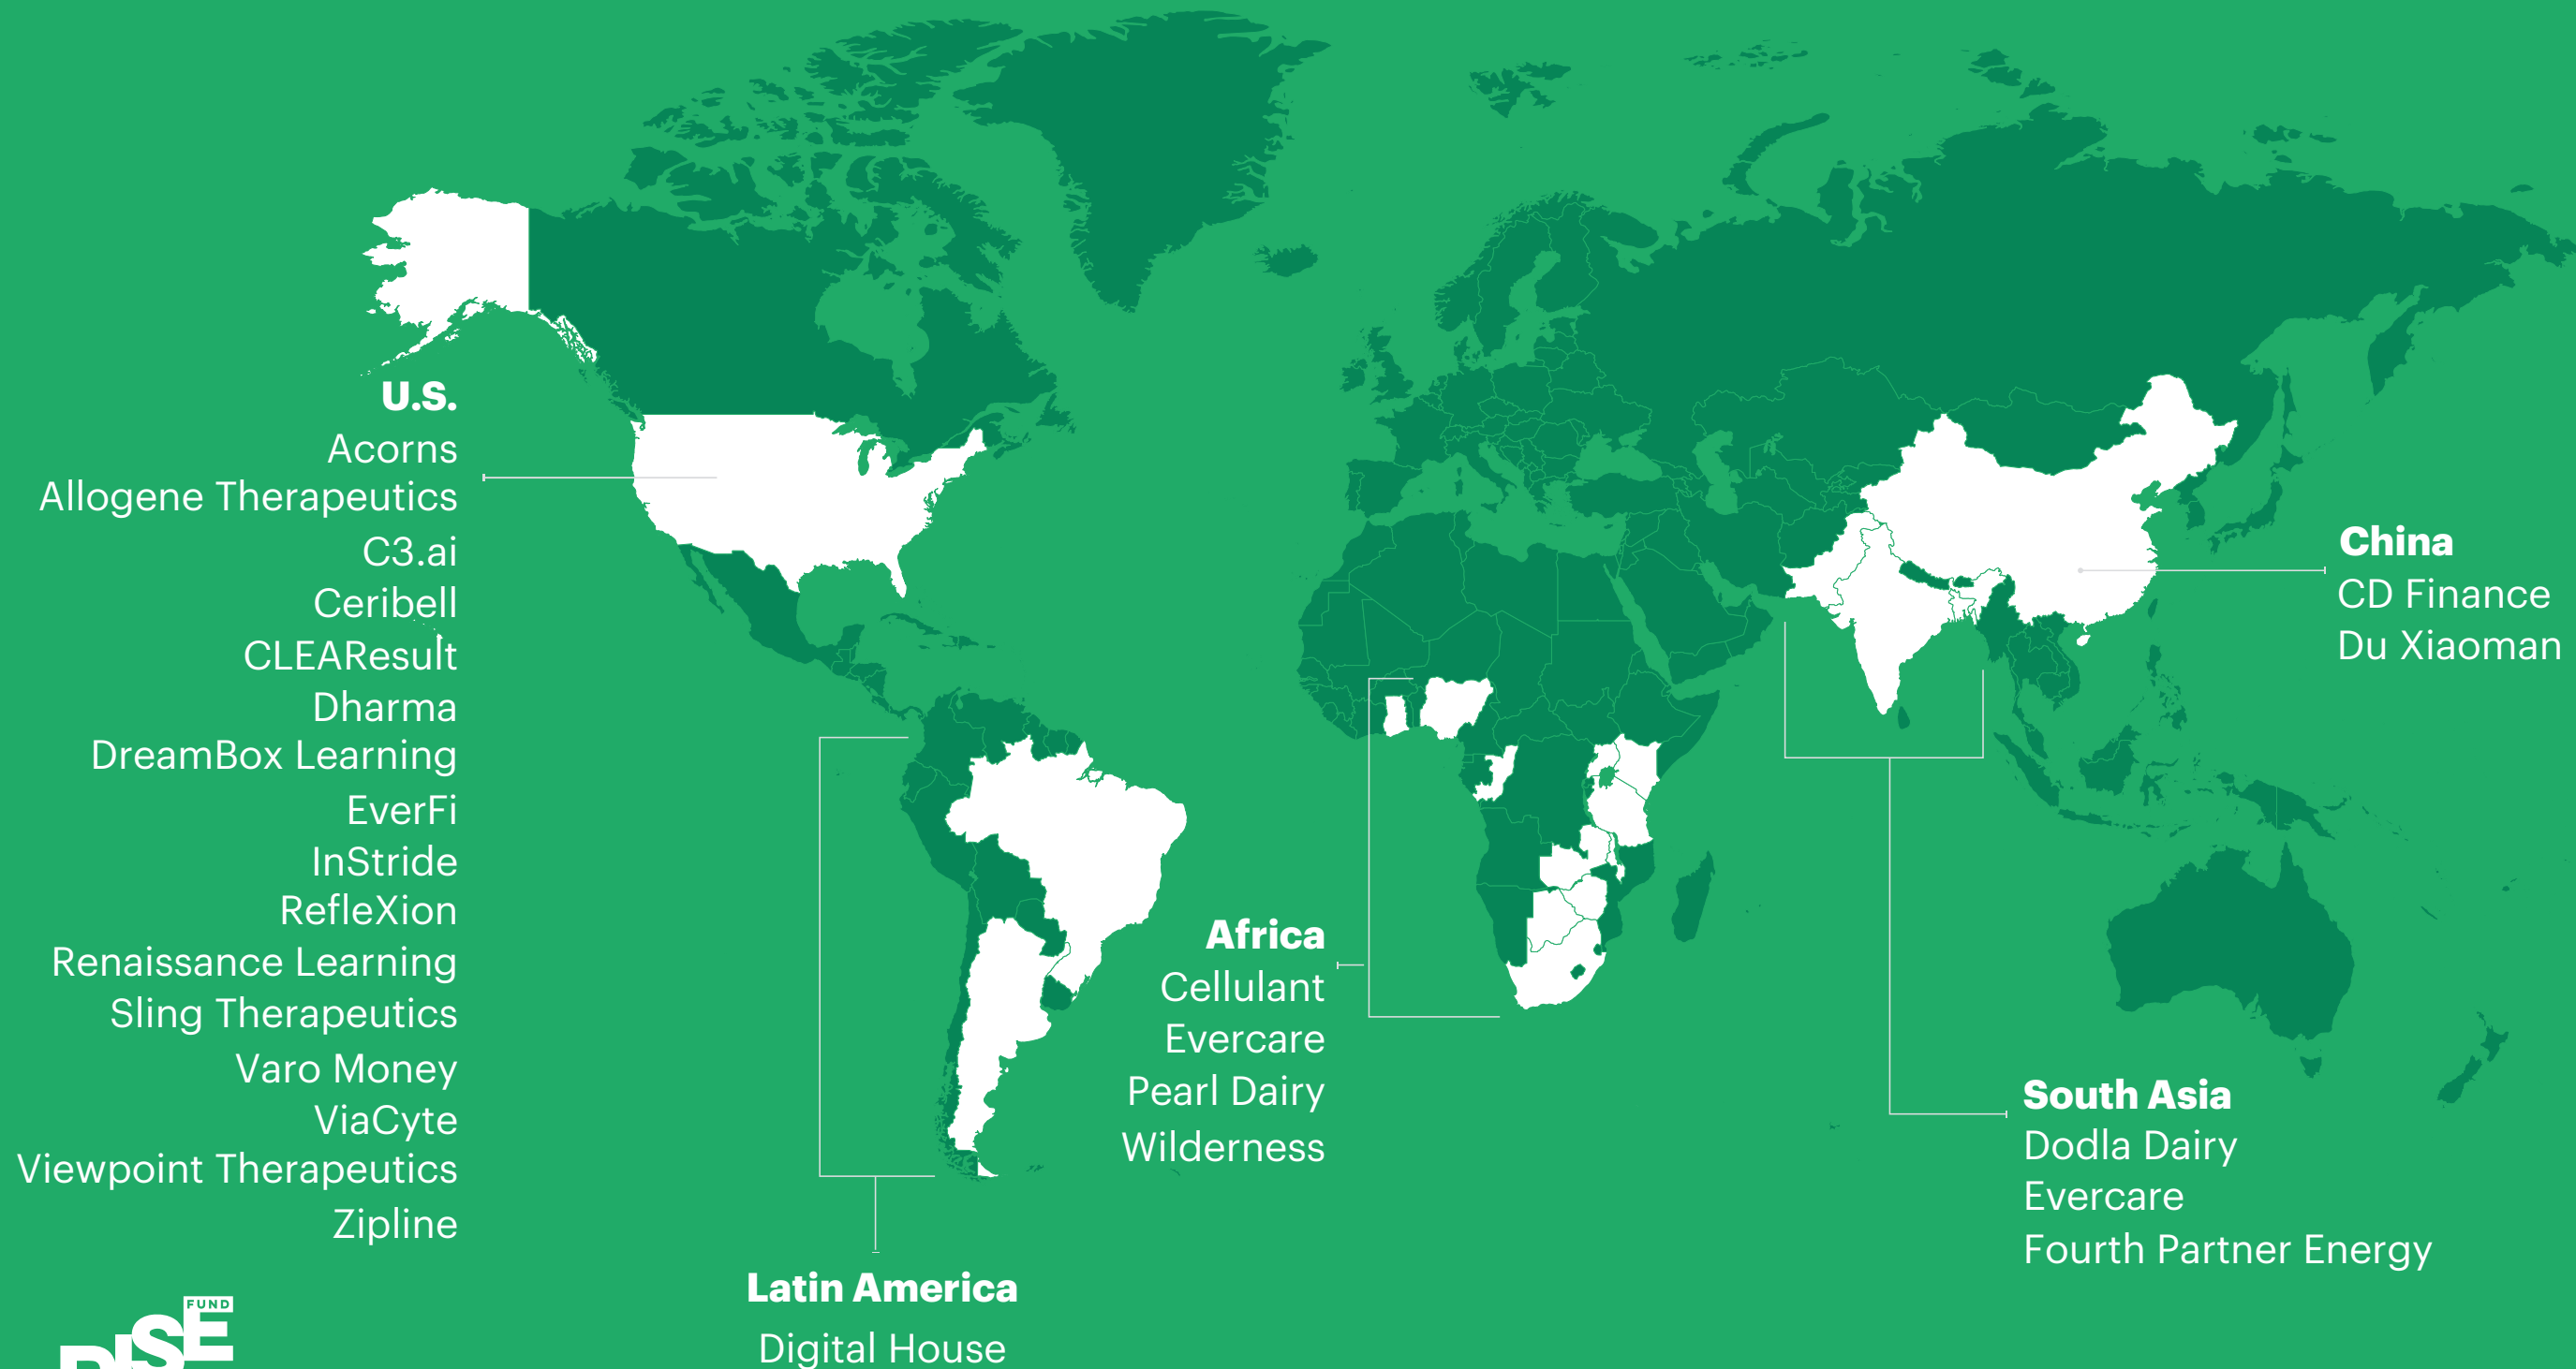 U.S.
Acorns
Allogene Therapeutics
C3.ai
Ceribell
CLEAResult
Dharma
DreamBox Learning
EverFi
InStride
RefleXion
Renaissance Learning
Sling Therapeutics
Varo Money
ViaCyte
Viewpoint Therapeutics
Zipline
Latin America
Digital House
Africa
Cellulant
Evercare
Pearl Dairy
Wilderness
China
CD Finance
Du Xiaoman
South Asia
Dodla Dairy
Evercare
Fourth Partner Energy
RISE FUND